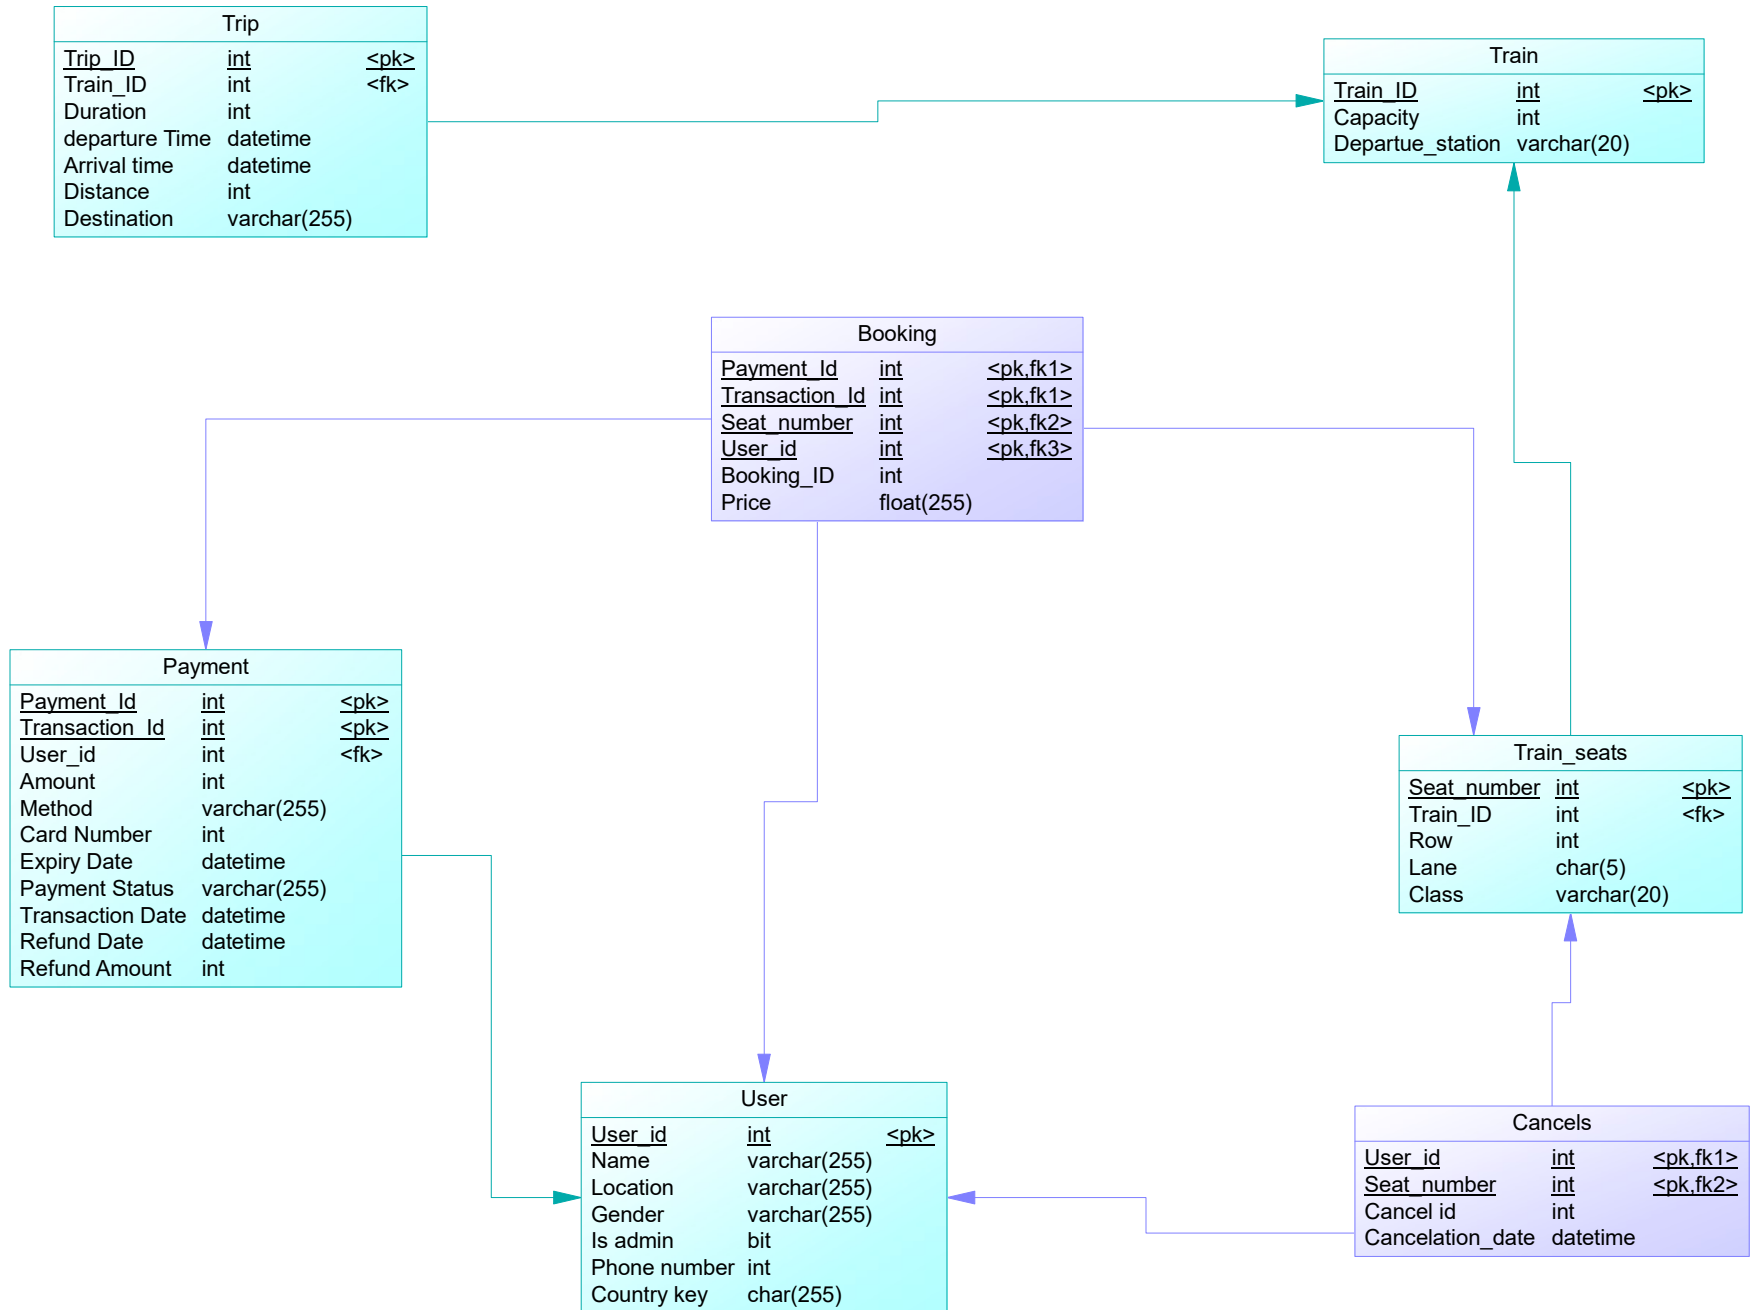 Trip
Trip_ID int <pk>
Train_ID int <fk>
Duration int
departure Time datetime
Arrival time datetime
Distance int
Destination varchar(255)
Train
Train_ID int <pk>
Capacity int
Departue_station varchar(20)
Booking
Payment_Id int <pk,fk1>
Transaction_Id int <pk,fk1>
Seat_number int <pk,fk2>
User_id int <pk,fk3>
Booking_ID int
Price float(255)
Payment
Payment_Id int <pk>
Transaction_Id int <pk>
User_id int <fk>
Amount int
Method varchar(255)
Card Number int
Expiry Date datetime
Payment Status varchar(255)
Transaction Date datetime
Refund Date datetime
Refund Amount int
Train_seats
Seat_number int <pk>
Train_ID int <fk>
Row int
Lane char(5)
Class varchar(20)
User
User_id int <pk>
Name varchar(255)
Location varchar(255)
Gender varchar(255)
Is admin bit
Phone number int
Country key char(255)
Cancels
User_id int <pk,fk1>
Seat_number int <pk,fk2>
Cancel id int
Cancelation_date datetime